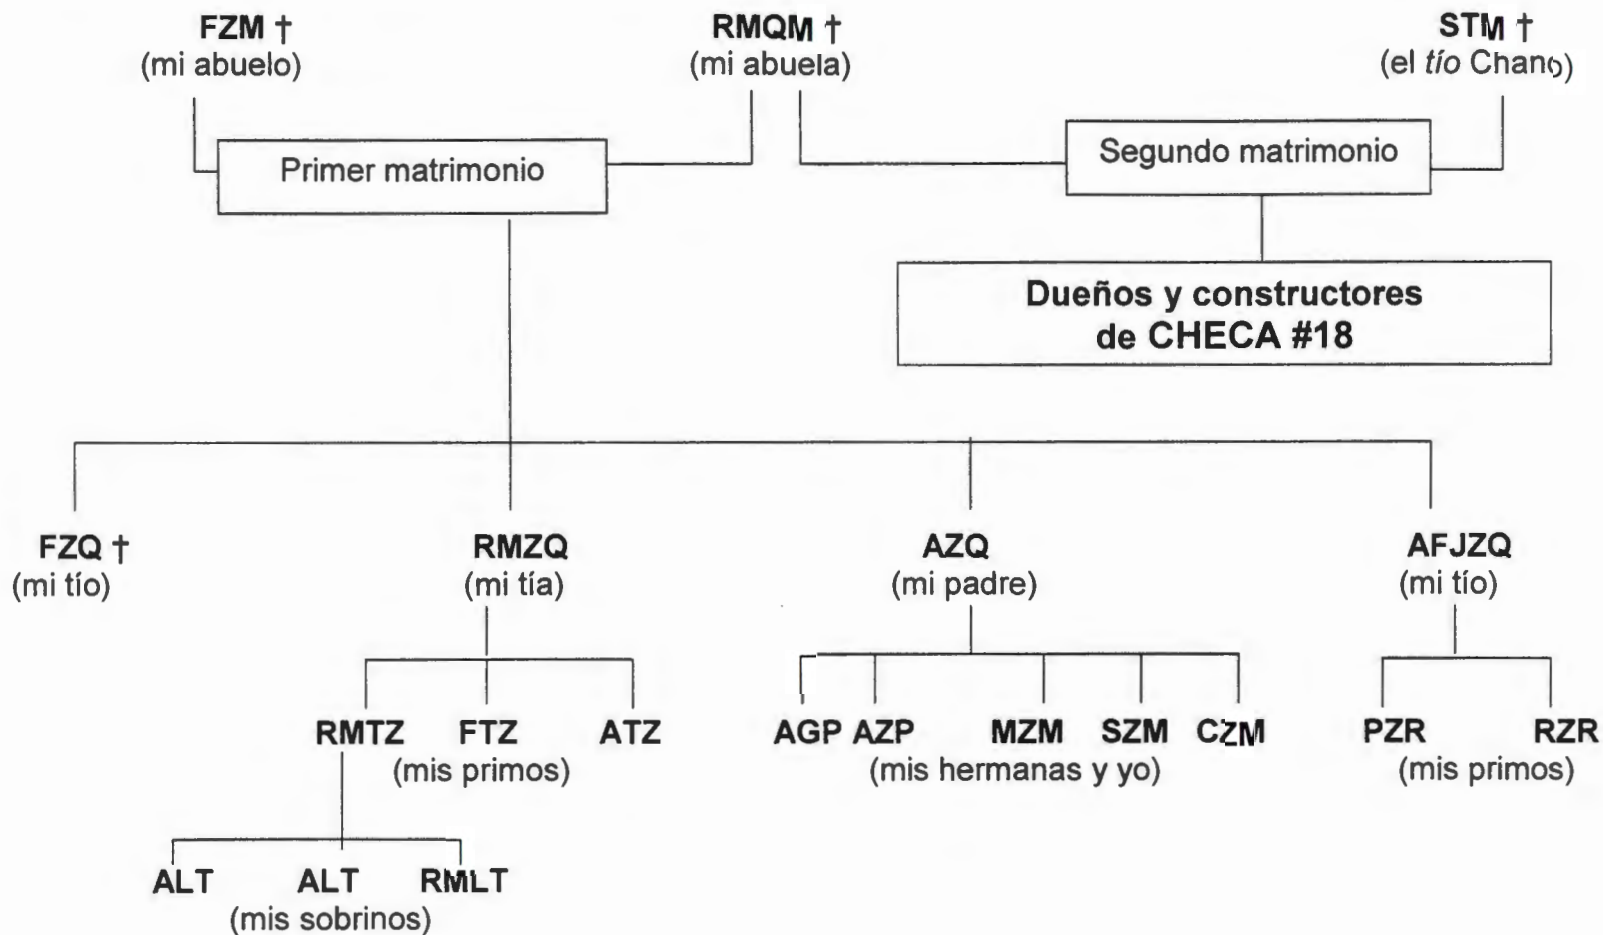 FZM † RMQM † STM †
(mi abuelo) (mi abuela) (el tío Chano)
Primer matrimonio Segundo matrimonio
Dueños y constructores
de CHECA #18
FZQ † RMZQ AZQ AFJZQ
(mi tío) (mi tía) (mi padre) (mi tío)
RMTZ FTZ ATZ AGP AZP MZM SZM CZM PZR RZR
(mis primos) (mis hermanas y yo) (mis primos)
ALT ALT RMLT
(mis sobrinos)